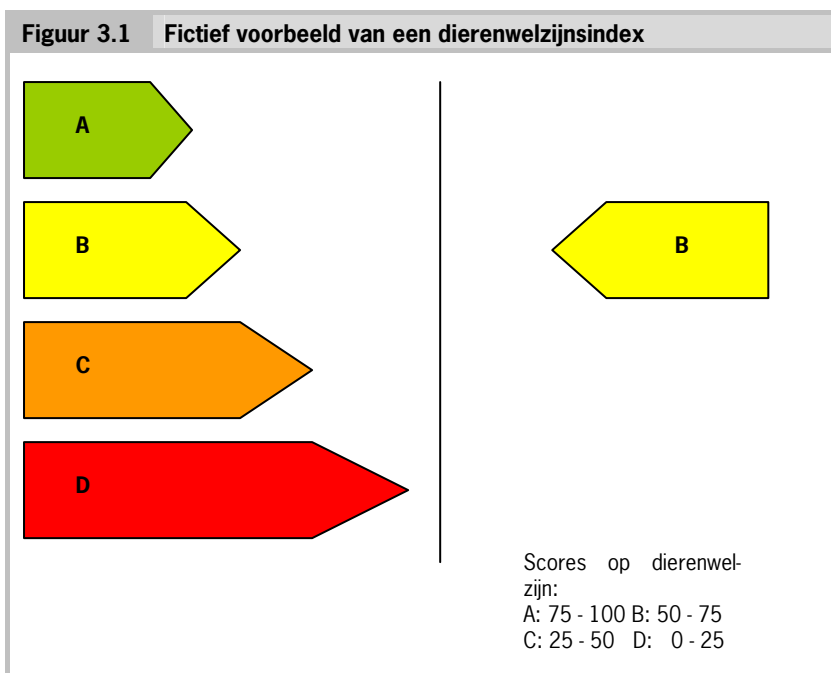 Figuur 3.1 Fictief voorbeeld van een dierenwelzijnsindex
A
B
B
C
D
Scores op dierenwel-
zijn:
A: 75 - 100 B: 50 - 75
C: 25 - 50 D: 0 - 25